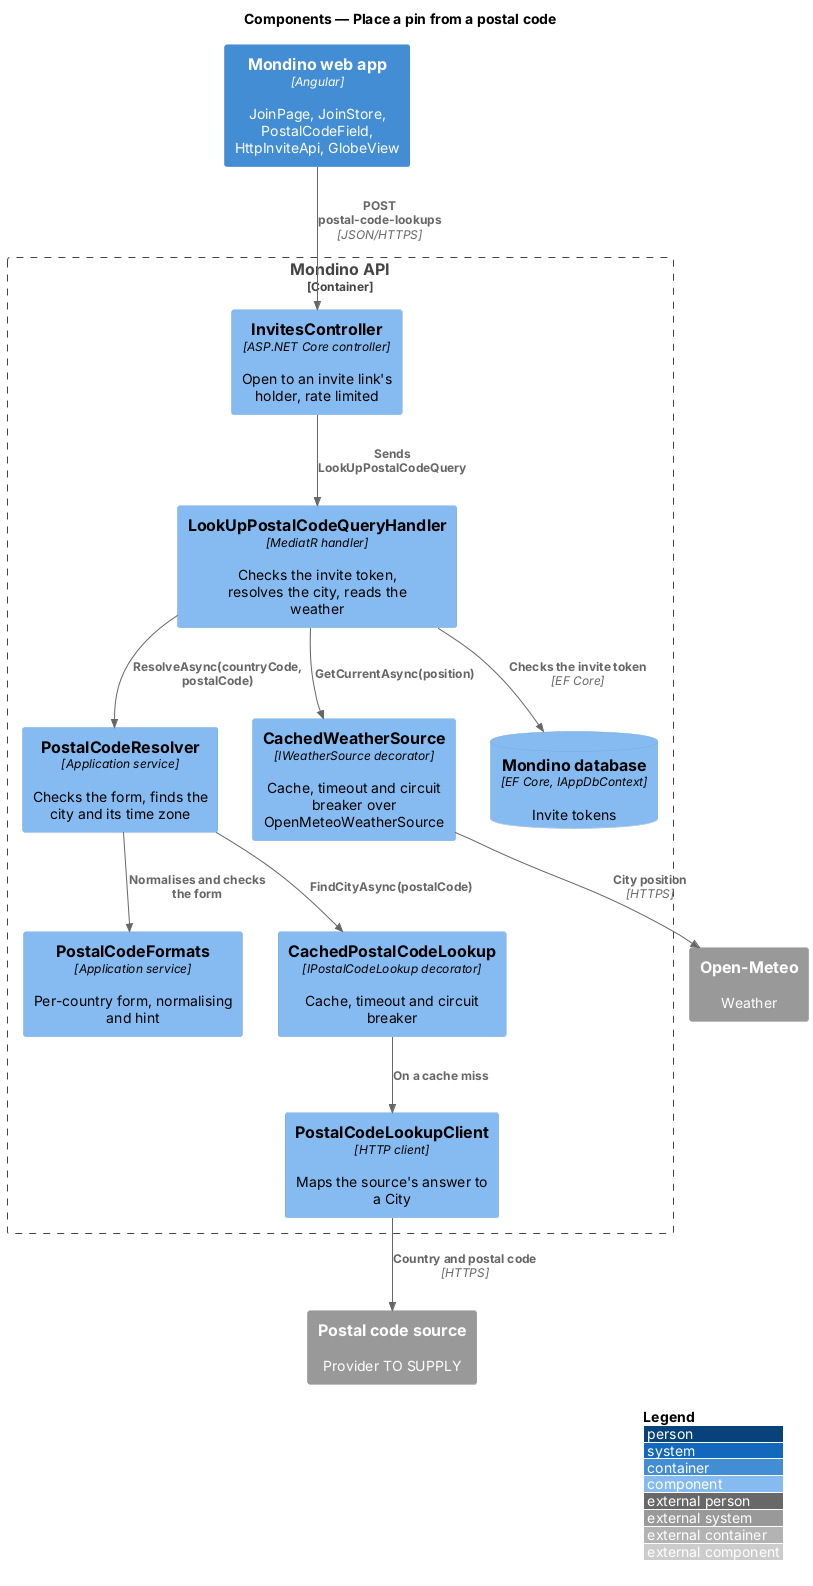 Components — Place a pin from a postal code
Mondino web app
[Angular]
JoinPage, JoinStore,
PostalCodeField,
HttpInviteApi, GlobeView
POST
postal-code-lookups
[JSON/HTTPS]
Mondino API
[Container]
InvitesController
[ASP.NET Core controller]
Open to an invite link's
holder, rate limited
Sends
LookUpPostalCodeQuery
LookUpPostalCodeQueryHandler
[MediatR handler]
Checks the invite token,
resolves the city, reads the
weather
ResolveAsync(countryCode,
postalCode)
GetCurrentAsync(position)
Checks the invite token
[EF Core]
PostalCodeResolver
[Application service]
Checks the form, finds the
city and its time zone
CachedWeatherSource
[IWeatherSource decorator]
Cache, timeout and circuit
breaker over
OpenMeteoWeatherSource
Mondino database
[EF Core, IAppDbContext]
Invite tokens
Normalises and checks
the form
FindCityAsync(postalCode)
City position
[HTTPS]
PostalCodeFormats
[Application service]
Per-country form, normalising
and hint
CachedPostalCodeLookup
[IPostalCodeLookup decorator]
Cache, timeout and circuit
breaker
Open-Meteo
Weather
On a cache miss
PostalCodeLookupClient
[HTTP client]
Maps the source's answer to
a City
Country and postal code
[HTTPS]
Postal code source
Provider TO SUPPLY
Legend
person
system
container
component
external person
external system
external container
external component